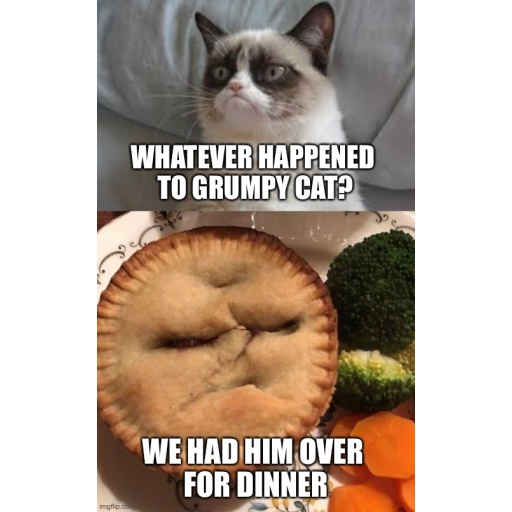 WHATEVER HAPPENED
TO GRUMPY CAT?
WE HAD HIM OVER
FOR DINNER